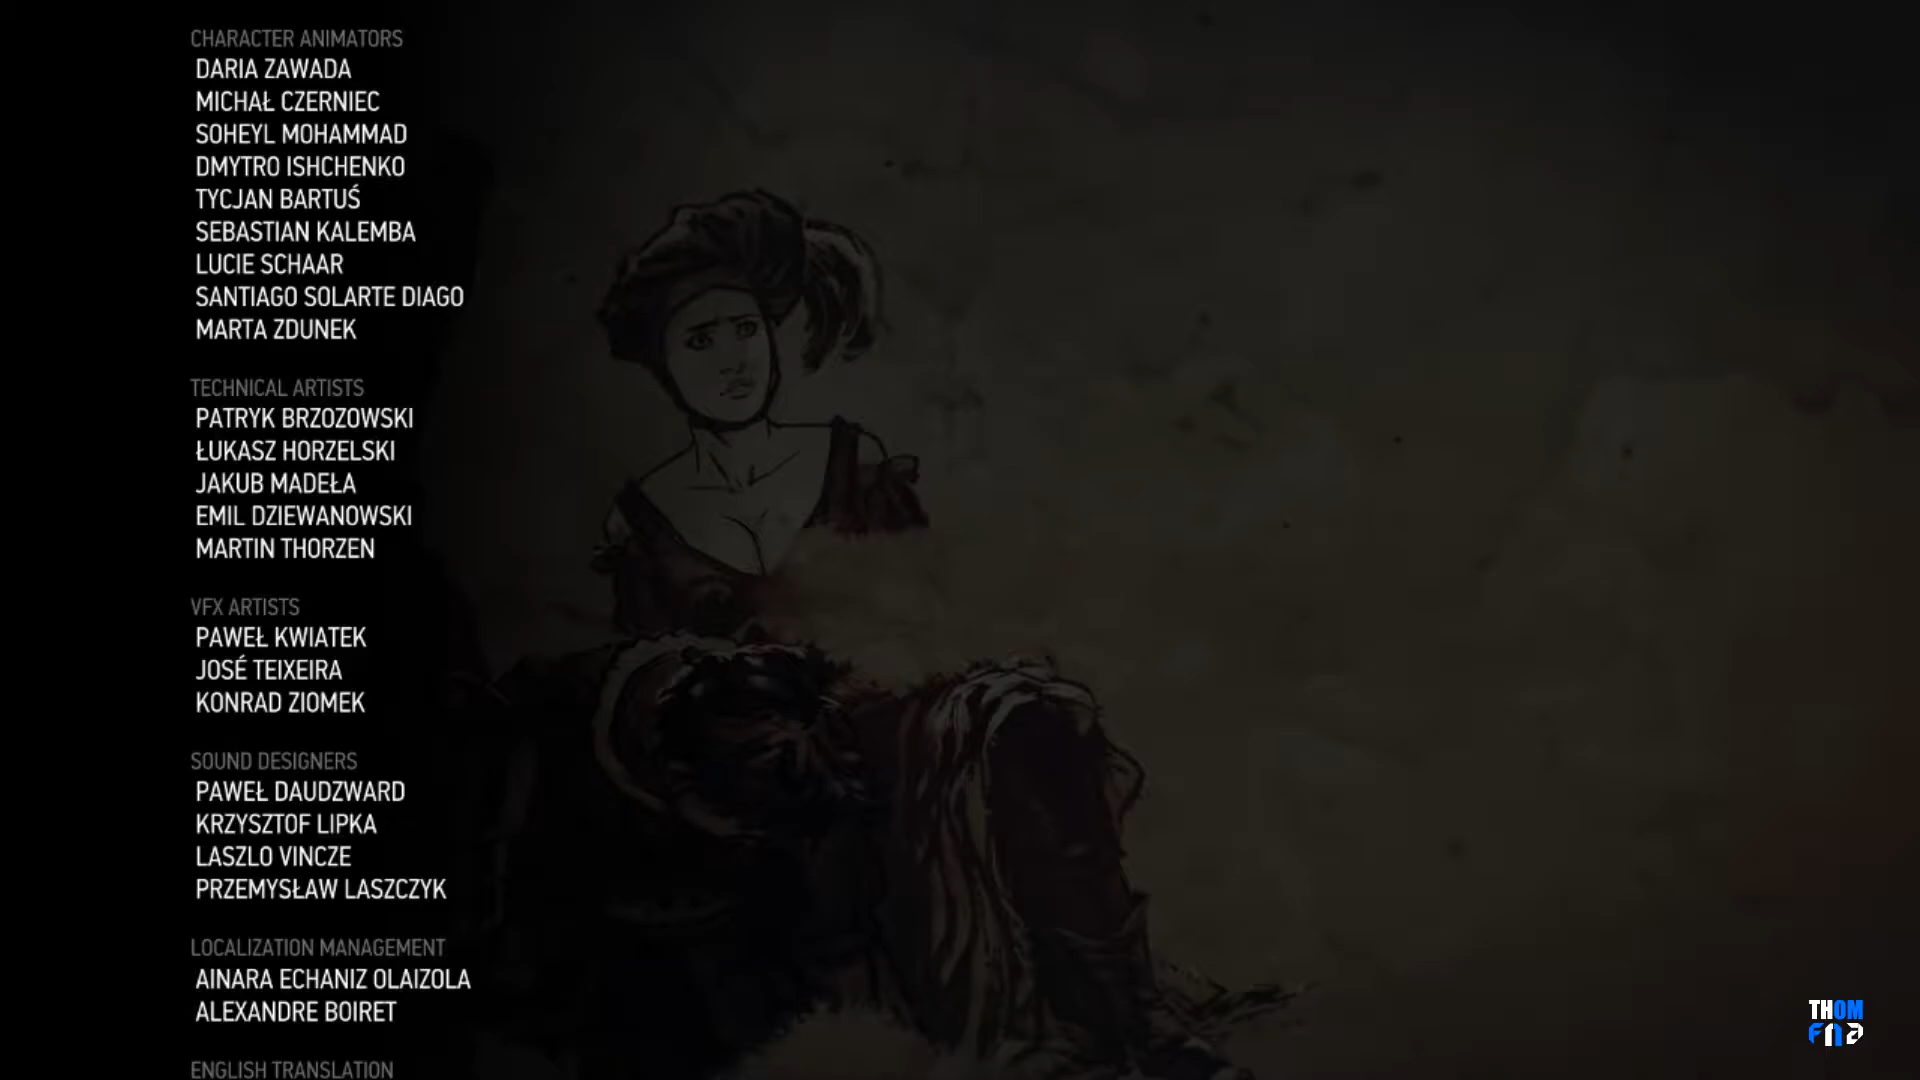 CHARACTER ANIMATORS
DARIA ZAWADA
MICHAŁ CZERNIEC
SOHEYL MOHAMMAD
DMYTRO ISHCHENKO
TYCJAN BARTUŚ
SEBASTIAN KALEMBA
LUCIE SCHAAR
SANTIAGO SOLARTE DIAGO
MARTA ZDUNEK
TECHNICAL ARTISTS
PATRYK BRZOZOWSKI
ŁUKASZ HORZELSKI
JAKUB MADEŁA
EMIL DZIEWANOWSKI
MARTIN THORZEN
VFX ARTISTS
PAWEŁ KWIATEK
JOSÉ TEIXEIRA
KONRAD ZIOMEK
SOUND DESIGNERS
PAWEŁ DAUDZWARD
KRZYSZTOF LIPKA
LASZLO VINCZE
PRZEMYSŁAW LASZCZYK
LOCALIZATION MANAGEMENT
AINARA ECHANIZ OLAIZOLA
ALEXANDRE BOIRET
ENGLISH TRANSLATION
THOM